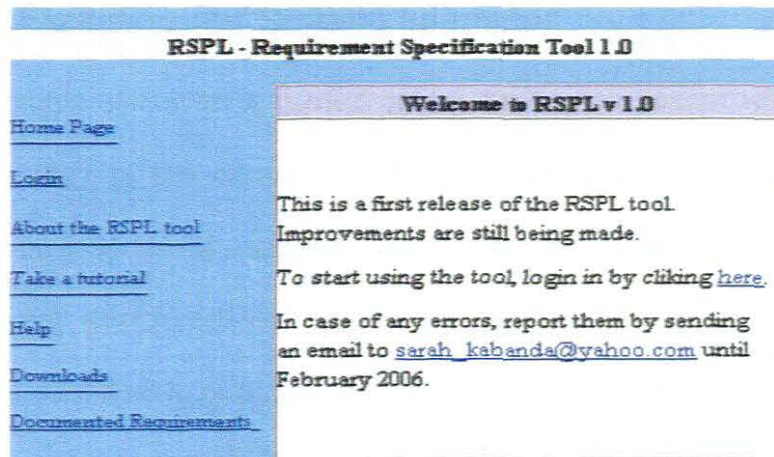 RSPL - Requirement Specification Tool 1.0
Home Page
Login
About the RSPL tool
Take a tutorial
Help
Downloads
Documented Requirements
Welcome to RSPL v 1.0
This is a first release of the RSPL tool.
Improvements are still being made.
To start using the tool, login in by cliking here.
In case of any errors, report them by sending
an email to sarah_kabanda@yahoo.com until
February 2006.